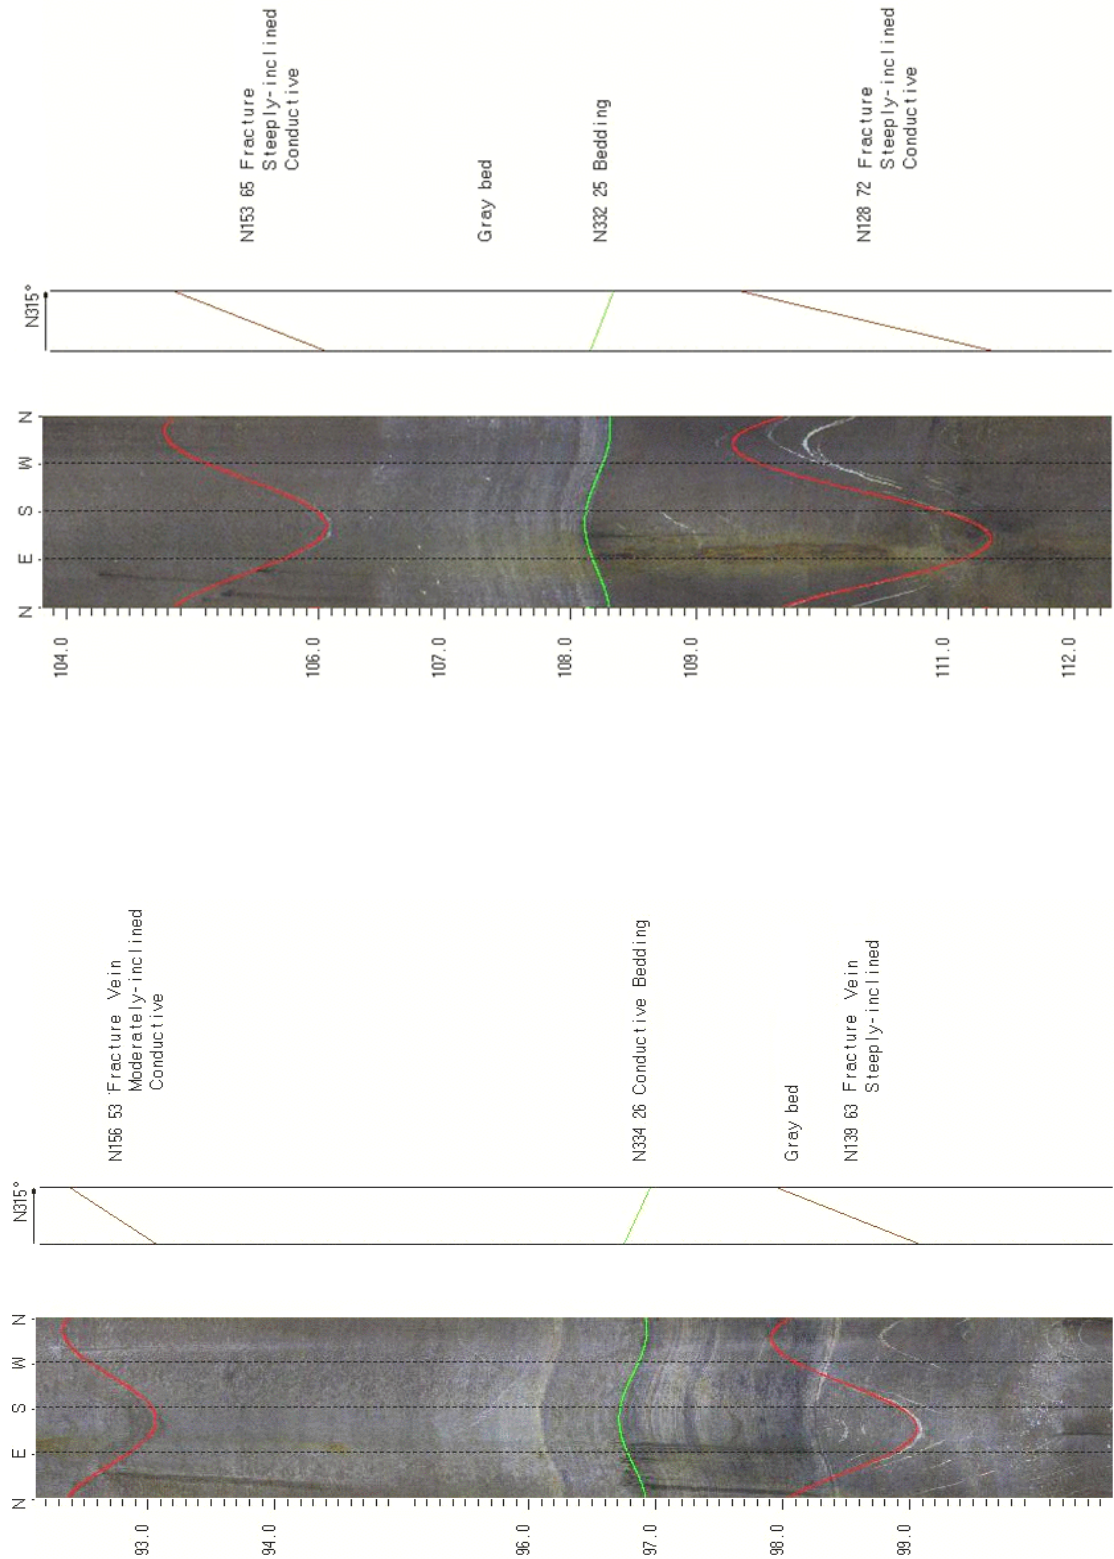 N153 65 Fracture
Steeply-inclined
Conductive
Gray bed
N332 25 Bedding
N128 72 Fracture
Steeply-inclined
Conductive
N315°
N
W
S
E
N
104.0
106.0
107.0
108.0
109.0
111.0
112.0
N156 53 Fracture Vein
Moderately-inclined
Conductive
N334 26 Conductive Bedding
Gray bed
N139 63 Fracture Vein
Steeply-inclined
N315°
N
W
S
E
N
93.0
94.0
96.0
97.0
98.0
99.0